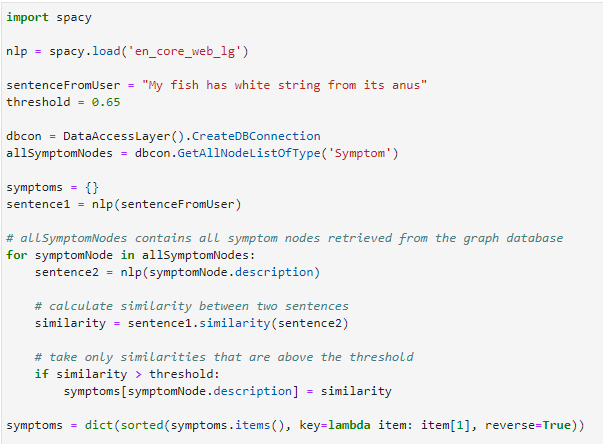 import spacy
nlp = spacy.load('en_core_web_lg')
sentenceFromUser = "My fish has white string from its anus"
threshold = 0.65
dbcon = DataAccessLayer().CreateDBConnection
allSymptomNodes = dbcon.GetAllNodeListOfType('Symptom')
symptoms = {}
sentence1 = nlp(sentenceFromUser)
# allSymptomNodes contains all symptom nodes retrieved from the graph database
for symptomNode in allSymptomNodes:
    sentence2 = nlp(symptomNode.description)
    # calculate similarity between two sentences
    similarity = sentence1.similarity(sentence2)
    # take only similarities that are above the threshold
    if similarity > threshold:
        symptoms[symptomNode.description] = similarity
symptoms = dict(sorted(symptoms.items(), key=lambda item: item[1], reverse=True))